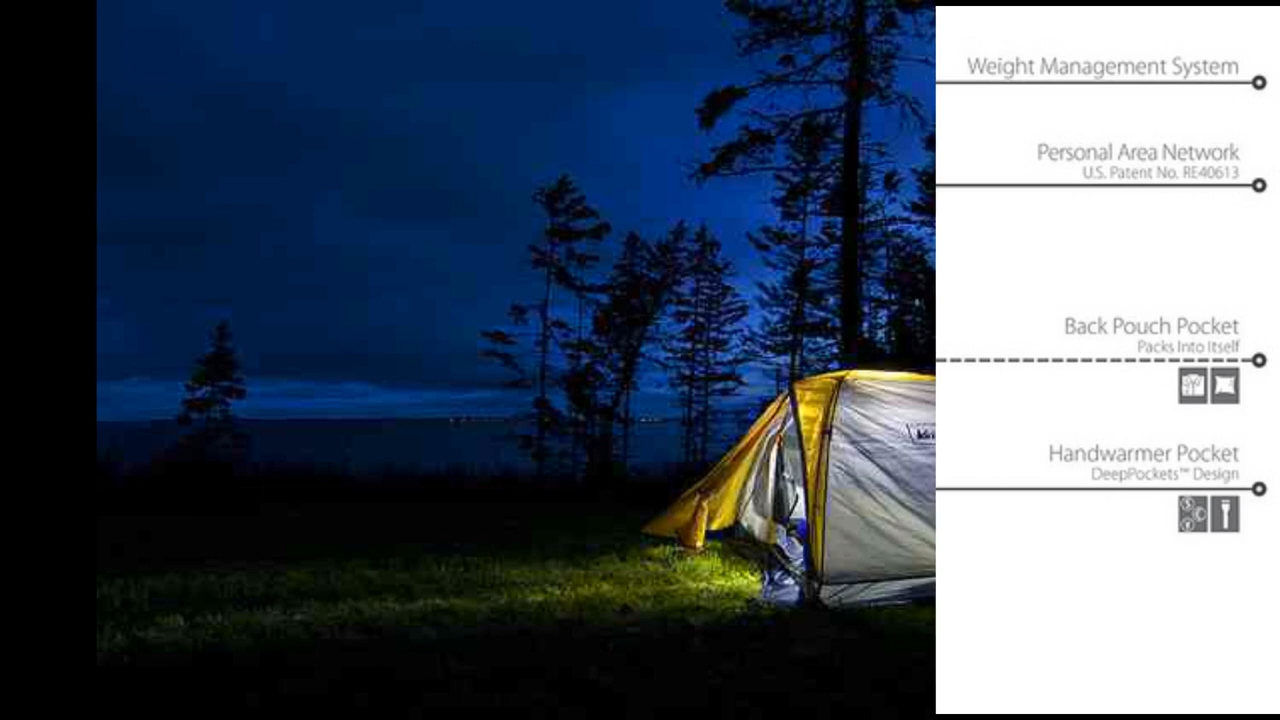 Weight Management System
Personal Area Network
U.S. Patent No. RE40613
Back Pouch Pocket
Packs Into Itself
Handwarmer Pocket
DeepPockets™ Design